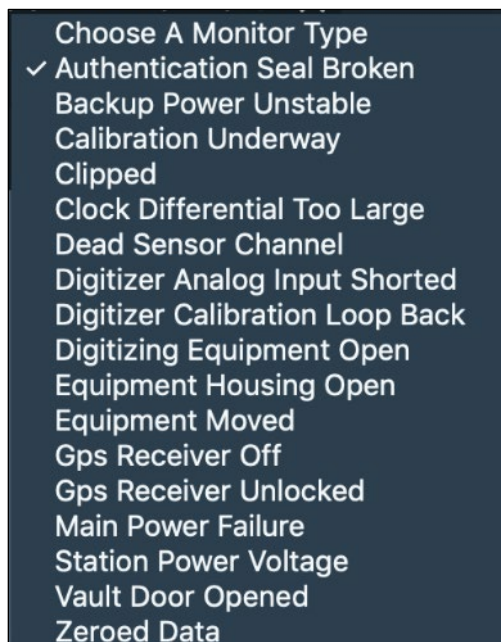 Choose A Monitor Type
✓ Authentication Seal Broken
Backup Power Unstable
Calibration Underway
Clipped
Clock Differential Too Large
Dead Sensor Channel
Digitizer Analog Input Shorted
Digitizer Calibration Loop Back
Digitizing Equipment Open
Equipment Housing Open
Equipment Moved
Gps Receiver Off
Gps Receiver Unlocked
Main Power Failure
Station Power Voltage
Vault Door Opened
Zeroed Data